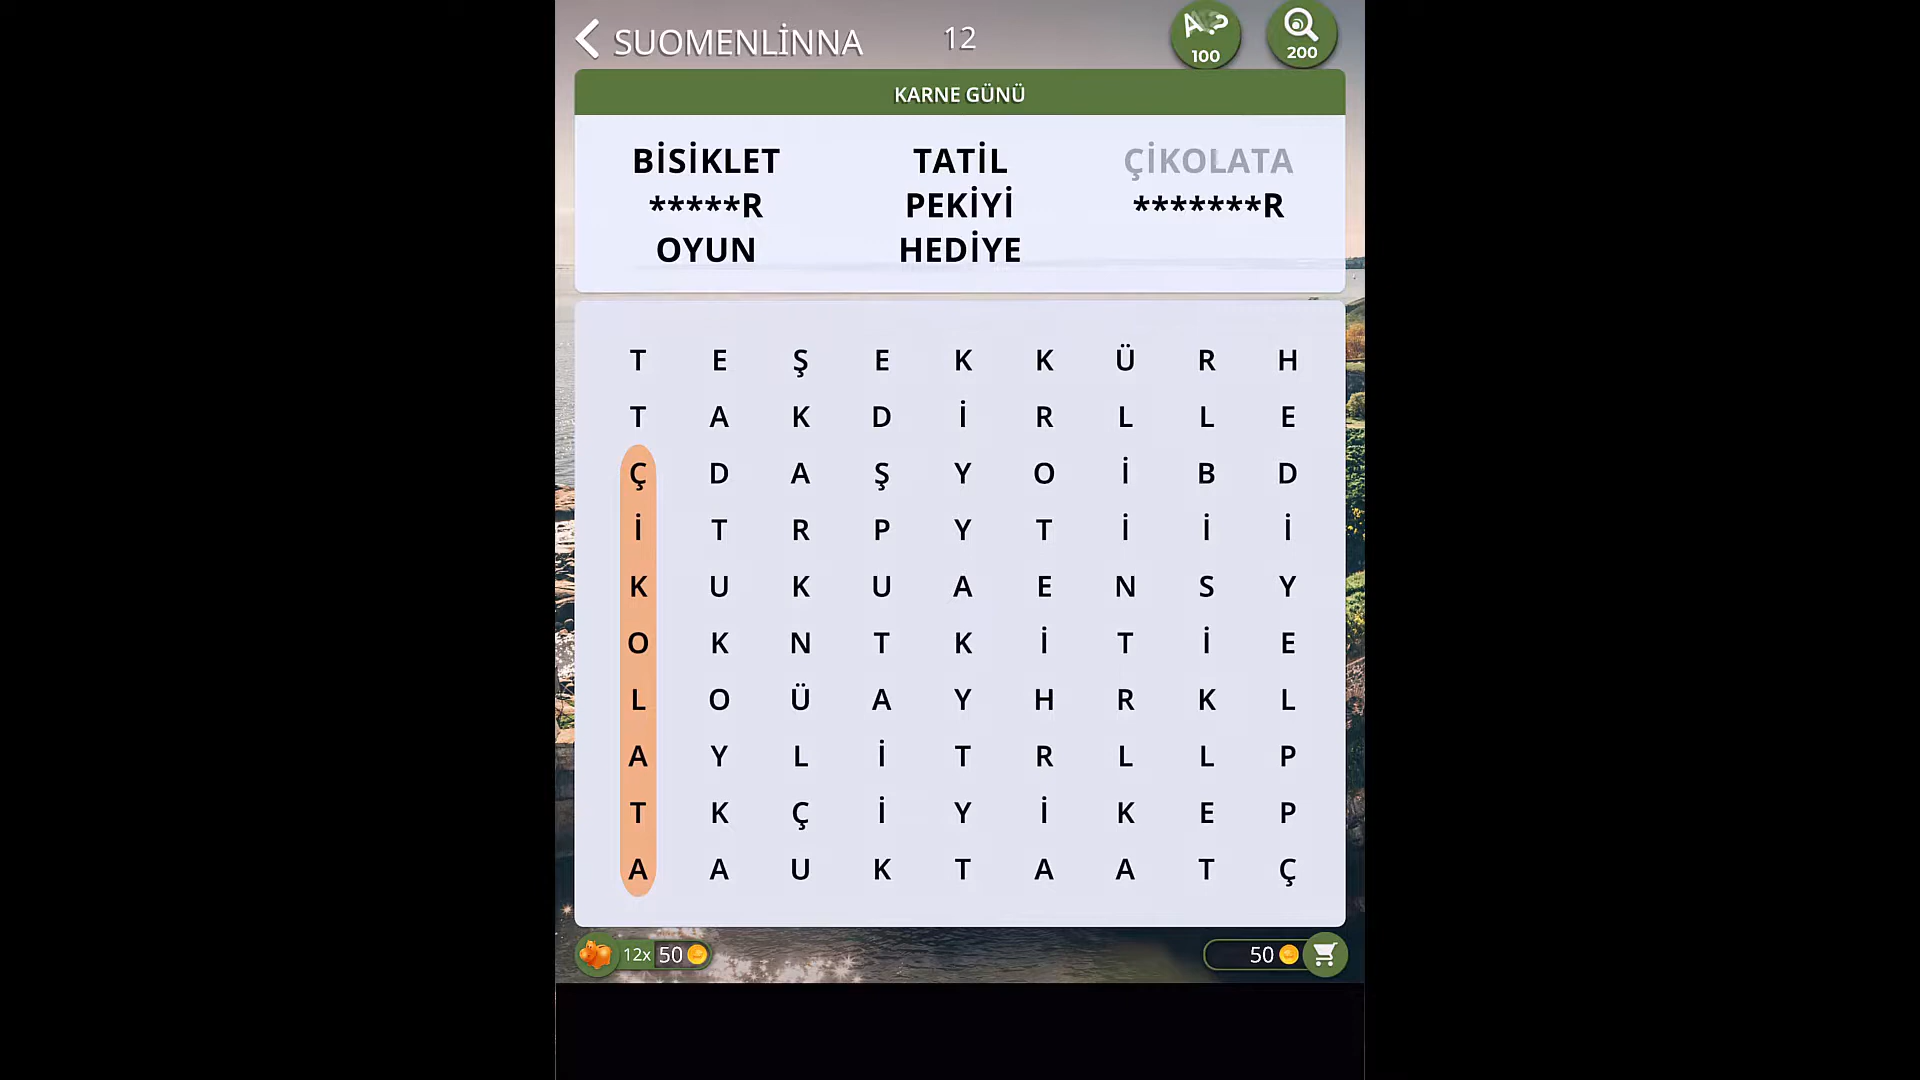 SUOMENLİNNA 12 A?? 100 200
KARNE GÜNÜ
BİSİKLET TATİL ÇİKOLATA
*****R PEKİYİ *******R
OYUN HEDİYE
T E Ş E K K Ü R H
T A K D İ R L L E
Ç D A Ş Y O İ B D
İ T R P Y T İ İ İ
K U K U A E N S Y
O K N T K İ T İ E
L O Ü A Y H R K L
A Y L İ T R L L P
T K Ç İ Y İ K E P
A A U K T A A T Ç
12x 50 50